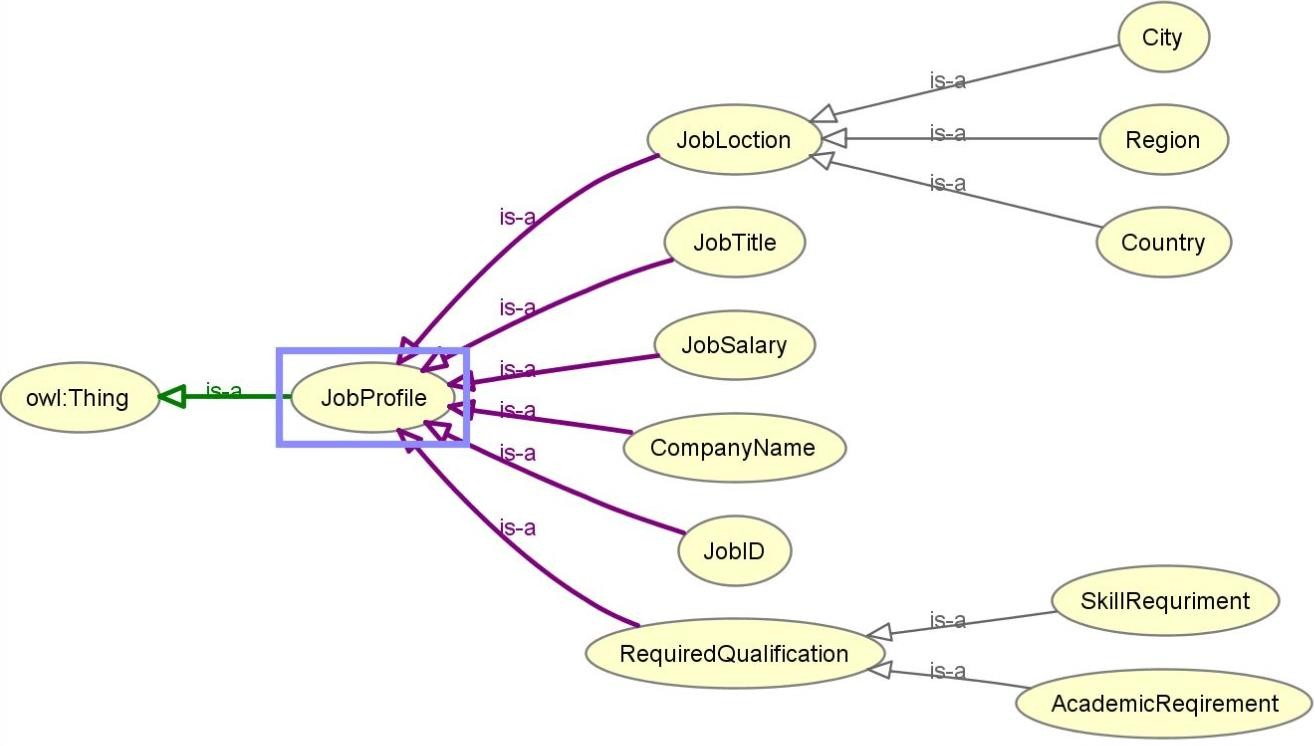 City
is-a
JobLoction
is-a
Region
is-a
Country
is-a
JobTitle
is-a
JobSalary
is-a
owl:Thing
is-a
JobProfile
is-a
CompanyName
is-a
JobID
is-a
SkillRequriment
is-a
RequiredQualification
is-a
AcademicReqirement